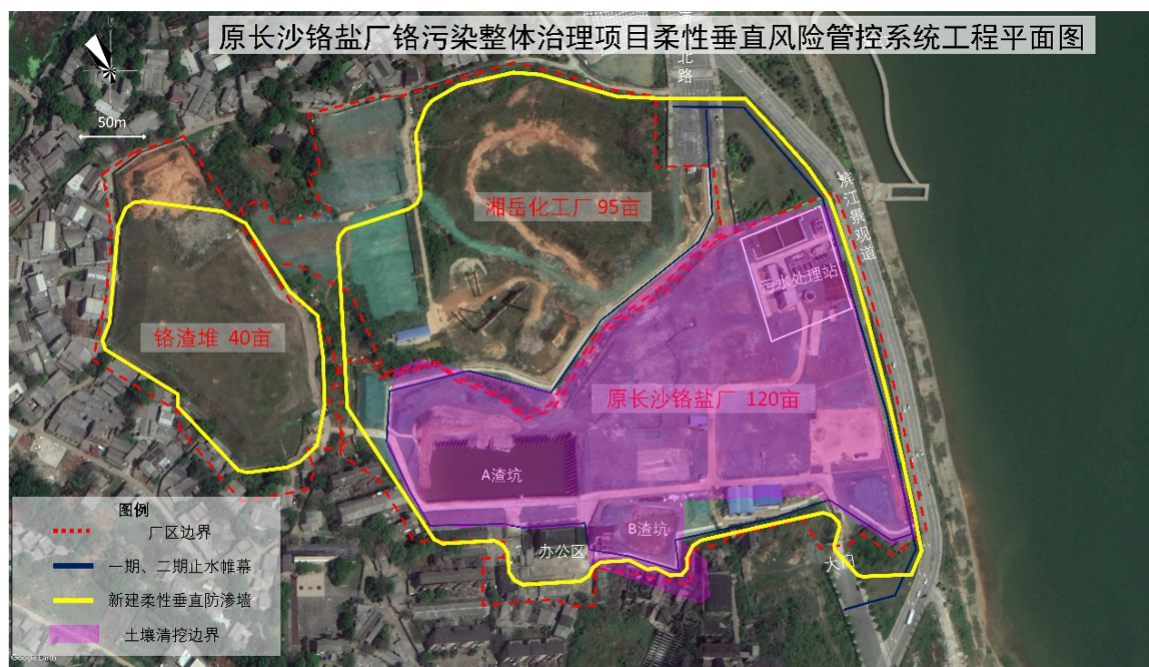 原长沙铬盐厂铬污染整体治理项目柔性垂直风险管控系统工程平面图
北路
50m
湘岳化工厂 95亩
滨江景观道
污水处理站
铬渣堆 40亩
原长沙铬盐厂 120亩
A渣坑
B渣坑
办公区
大门
图例
厂区边界
一期、二期止水帷幕
新建柔性垂直防渗墙
土壤清挖边界
Google Earth